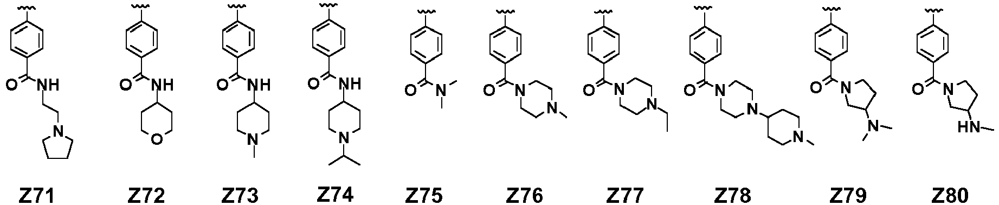 O NH N
O NH O
O NH N
O NH N
O N
O N N
O N N
O N N N
O N N
O N HN
Z71 Z72 Z73 Z74 Z75 Z76 Z77 Z78 Z79 Z80